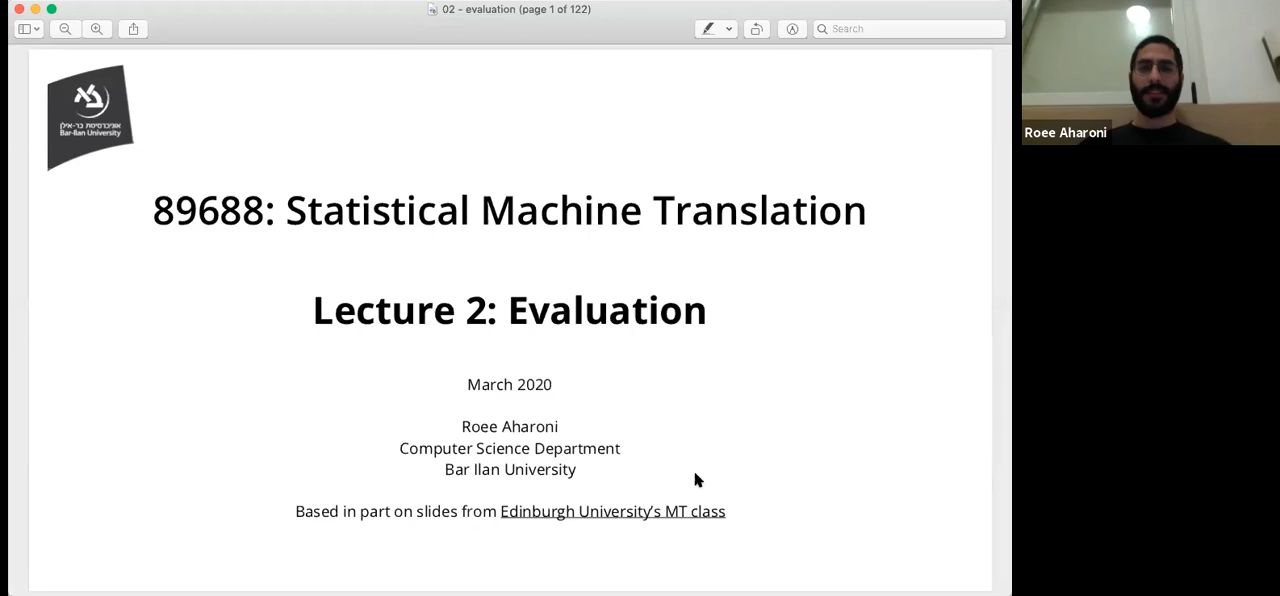 02 - evaluation (page 1 of 122)
Search
אוניברסיטת בר-אילן
Bar-Ilan University
89688: Statistical Machine Translation
Lecture 2: Evaluation
March 2020
Roee Aharoni
Computer Science Department
Bar Ilan University
Based in part on slides from Edinburgh University's MT class
Roee Aharoni